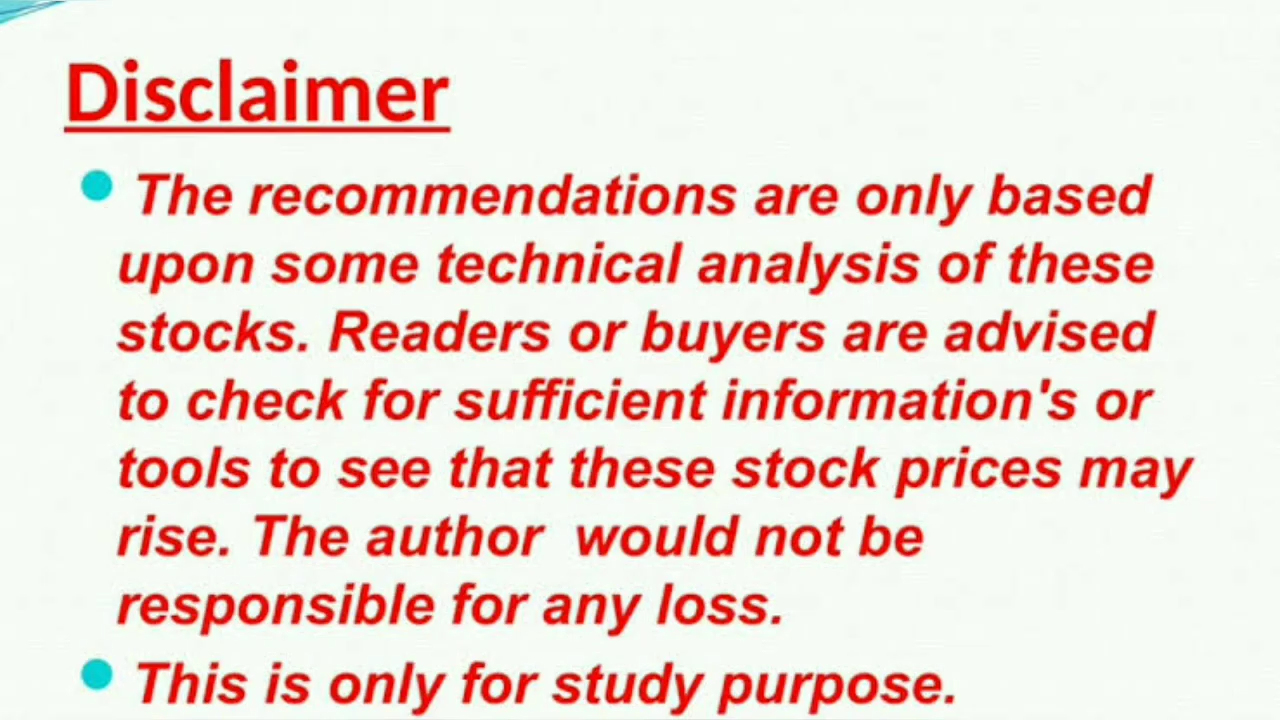 Disclaimer
The recommendations are only based
upon some technical analysis of these
stocks. Readers or buyers are advised
to check for sufficient information's or
tools to see that these stock prices may
rise. The author  would not be
responsible for any loss.
This is only for study purpose.